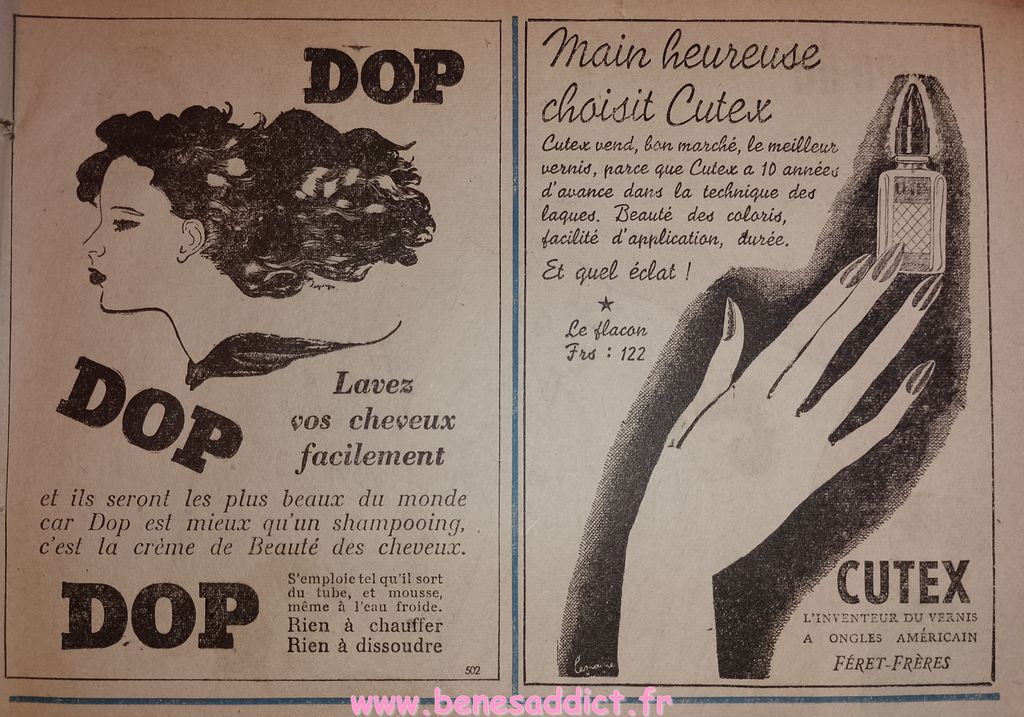 DOP
DOP
Lavez
vos cheveux
facilement
et ils seront les plus beaux du monde
car Dop est mieux qu'un shampooing,
c'est la crème de Beauté des cheveux.
DOP
S'emploie tel qu'il sort
du tube, et mousse,
même à l'eau froide.
Rien à chauffer
Rien à dissoudre
502
Main heureuse
choisit Cutex
Cutex vend, bon marché, le meilleur
vernis, parce que Cutex a 10 années
d'avance dans la technique des
laques. Beauté des coloris,
facilité d'application, durée.
Et quel éclat !
Le flacon
Frs : 122
CUTEX
L'INVENTEUR DU VERNIS
A ONGLES AMÉRICAIN
FÉRET-FRÈRES
www.benesaddict.fr